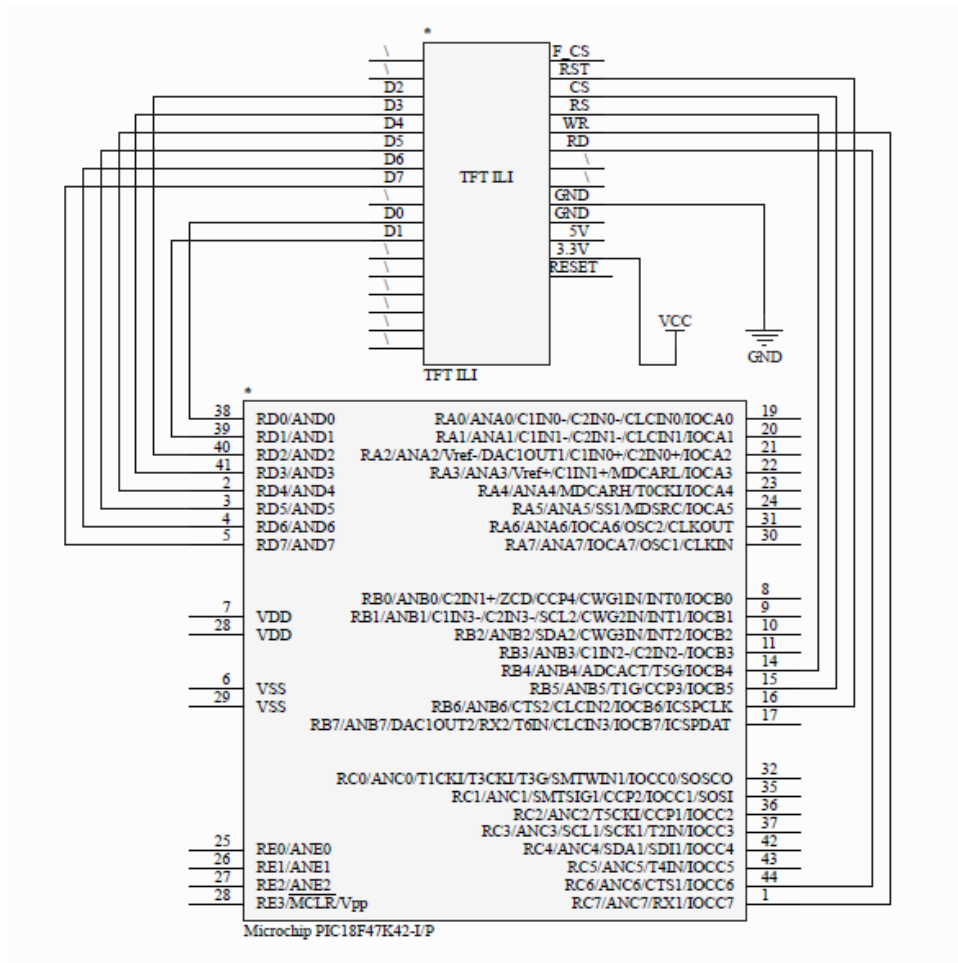 *
\ F_CS
\ RST
D2 CS
D3 RS
D4 WR
D5 RD
D6 \
D7 TFT ILI \
\ GND
D0 GND
D1 5V
\ 3.3V
\ RESET
\
\
\
\
VCC
GND
TFT ILI
*
38 RD0/AND0 RA0/ANA0/C1IN0-/C2IN0-/CLCIN0/IOCA0 19
39 RD1/AND1 RA1/ANA1/C1IN1-/C2IN1-/CLCIN1/IOCA1 20
40 RD2/AND2 RA2/ANA2/Vref-/DAC1OUT1/C1IN0+/C2IN0+/IOCA2 21
41 RD3/AND3 RA3/ANA3/Vref+/C1IN1+/MDCARL/IOCA3 22
2 RD4/AND4 RA4/ANA4/MDCARH/T0CKI/IOCA4 23
3 RD5/AND5 RA5/ANA5/SS1/MDSRC/IOCA5 24
4 RD6/AND6 RA6/ANA6/IOCA6/OSC2/CLKOUT 31
5 RD7/AND7 RA7/ANA7/IOCA7/OSC1/CLKIN 30
RB0/ANB0/C2IN1+/ZCD/CCP4/CWG1IN/INT0/IOCB0 8
7 VDD RB1/ANB1/C1IN3-/C2IN3-/SCL2/CWG2IN/INT1/IOCB1 9
28 VDD RB2/ANB2/SDA2/CWG3IN/INT2/IOCB2 10
RB3/ANB3/C1IN2-/C2IN2-/IOCB3 11
RB4/ANB4/ADCACT/T5G/IOCB4 14
6 VSS RB5/ANB5/T1G/CCP3/IOCB5 15
29 VSS RB6/ANB6/CTS2/CLCIN2/IOCB6/ICSPCLK 16
RB7/ANB7/DAC1OUT2/RX2/T6IN/CLCIN3/IOCB7/ICSPDAT 17
RC0/ANC0/T1CKI/T3CKI/T3G/SMTWIN1/IOCC0/SOSCO 32
RC1/ANC1/SMTSIG1/CCP2/IOCC1/SOSI 35
RC2/ANC2/T5CKI/CCP1/IOCC2 36
RC3/ANC3/SCL1/SCK1/T2IN/IOCC3 37
25 RE0/ANE0 RC4/ANC4/SDA1/SDI1/IOCC4 42
26 RE1/ANE1 RC5/ANC5/T4IN/IOCC5 43
27 RE2/ANE2 RC6/ANC6/CTS1/IOCC6 44
28 RE3/MCLR/Vpp RC7/ANC7/RX1/IOCC7 1
Microchip PIC18F47K42-I/P